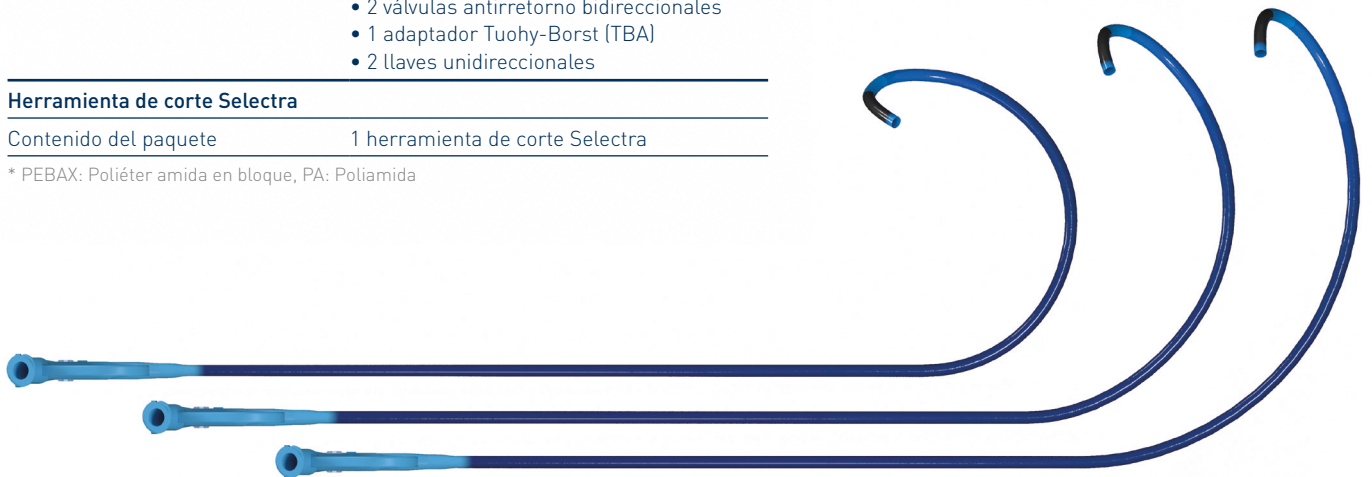 • 2 válvulas antirretorno bidireccionales
• 1 adaptador Tuohy-Borst (TBA)
• 2 llaves unidireccionales
Herramienta de corte Selectra
Contenido del paquete 1 herramienta de corte Selectra
* PEBAX: Poliéter amida en bloque, PA: Poliamida